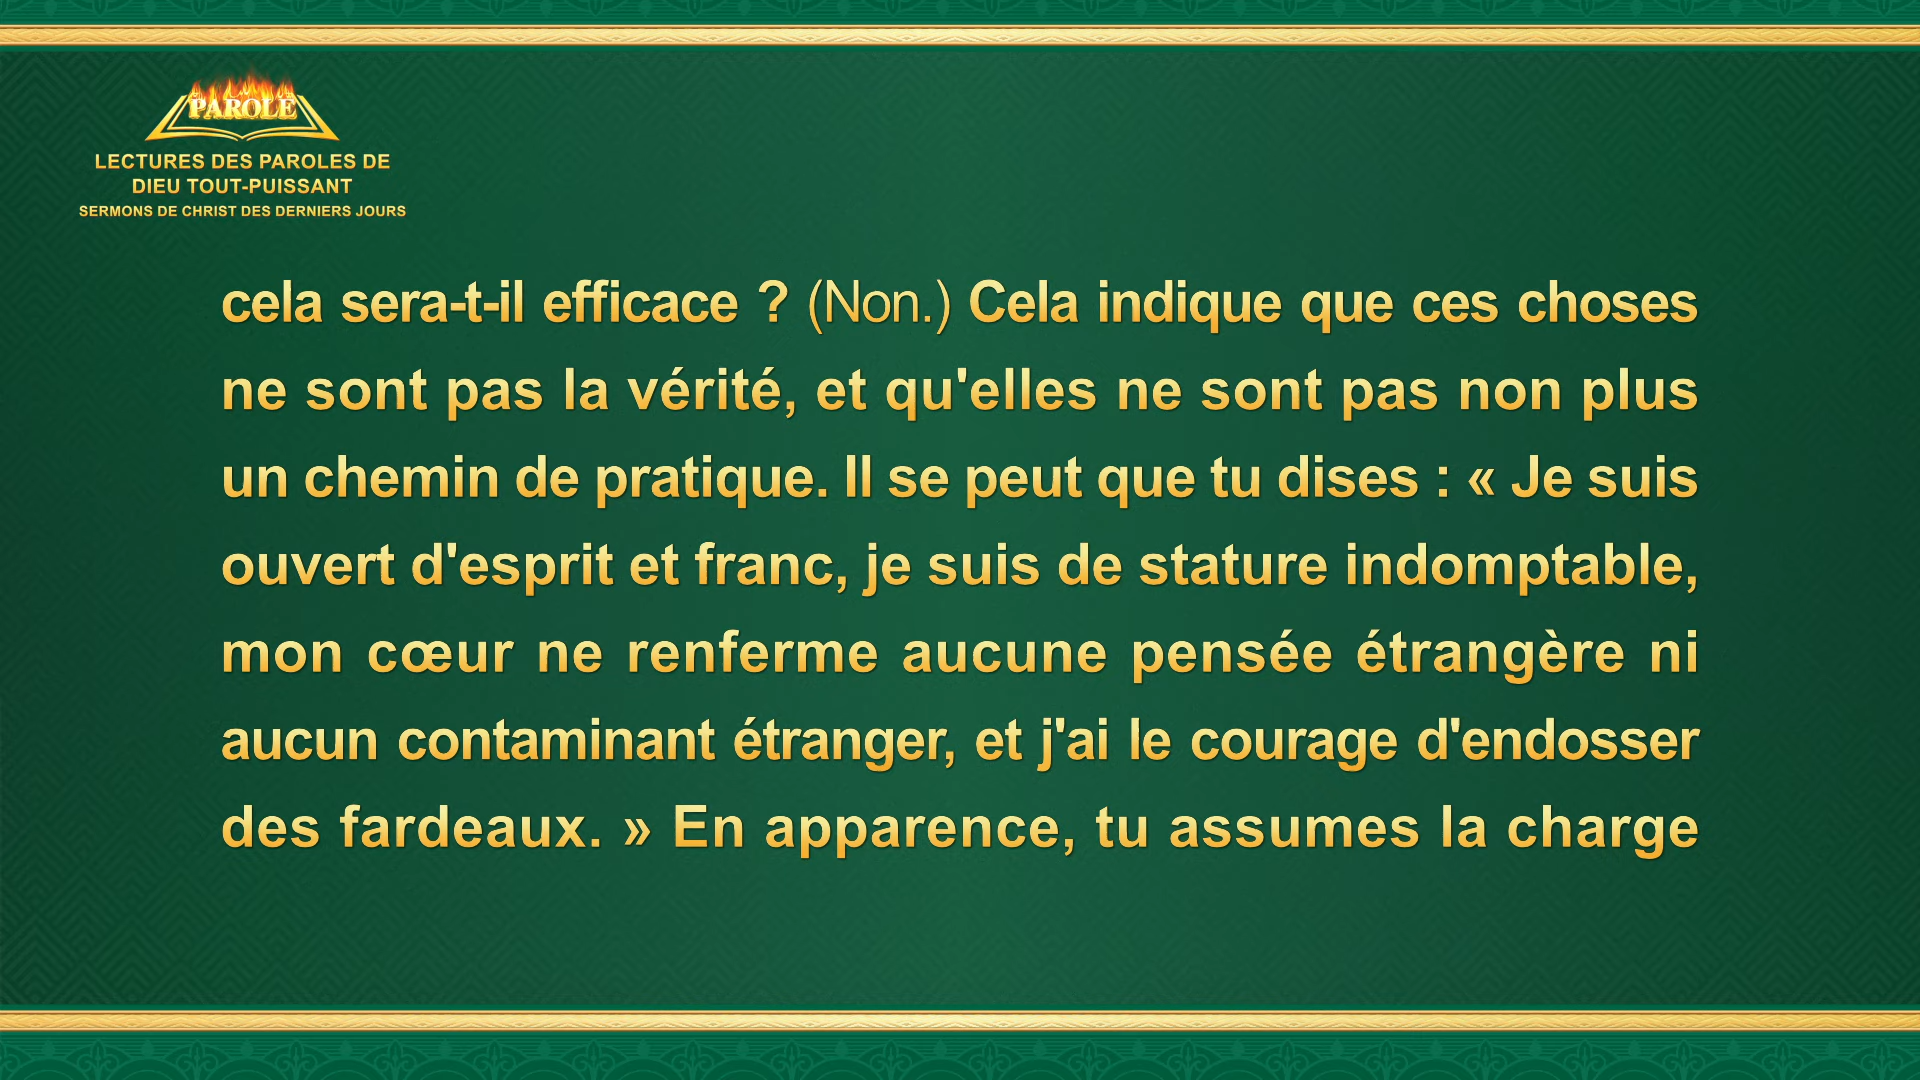 PAROLE
LECTURES DES PAROLES DE
DIEU TOUT-PUISSANT
SERMONS DE CHRIST DES DERNIERS JOURS
cela sera-t-il efficace ? (Non.) Cela indique que ces choses
ne sont pas la vérité, et qu'elles ne sont pas non plus
un chemin de pratique. Il se peut que tu dises : « Je suis
ouvert d'esprit et franc, je suis de stature indomptable,
mon cœur ne renferme aucune pensée étrangère ni
aucun contaminant étranger, et j'ai le courage d'endosser
des fardeaux. » En apparence, tu assumes la charge